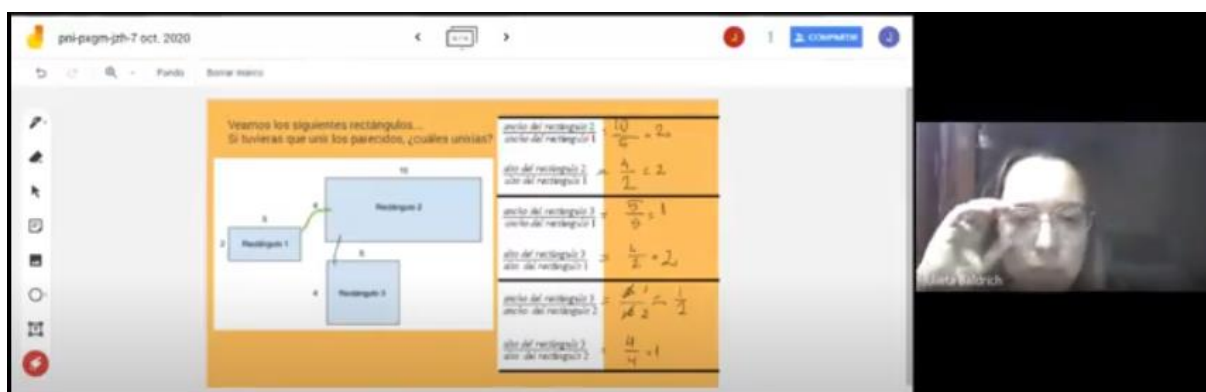 pni-pxgm-jzh-7 oct. 2020
COMPARTIR
J
J
Fondo
Borrar marco
Veamos los siguientes rectángulos...
Si tuvieras que unir los parecidos, ¿cuáles unirías?
10
4
Rectángulo 2
5
2
Rectángulo 1
5
4
Rectángulo 3
ancho del rectángulo 2
ancho del rectángulo 1
= 10/5 = 2
alto del rectángulo 2
alto del rectángulo 1
= 4/2 = 2
ancho del rectángulo 3
ancho del rectángulo 1
= 5/5 = 1
alto del rectángulo 3
alto del rectángulo 1
= 4/2 = 2
ancho del rectángulo 3
ancho del rectángulo 2
= 1/2
alto del rectángulo 3
alto del rectángulo 2
= 4/4 = 1